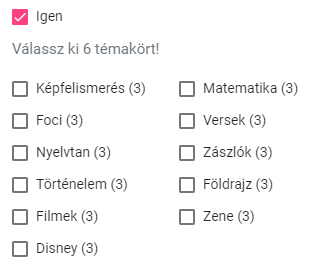 Igen
Válassz ki 6 témakört!
Képfelismerés (3)
Matematika (3)
Foci (3)
Versek (3)
Nyelvtan (3)
Zászlók (3)
Történelem (3)
Földrajz (3)
Filmek (3)
Zene (3)
Disney (3)